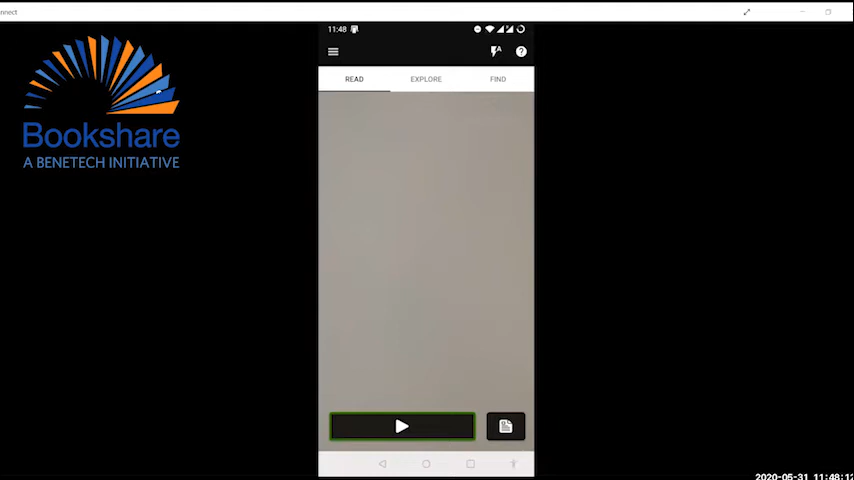 nnect
Bookshare
A BENETECH INITIATIVE
11:48
READ
EXPLORE
FIND
2020-05-31 11:48:12